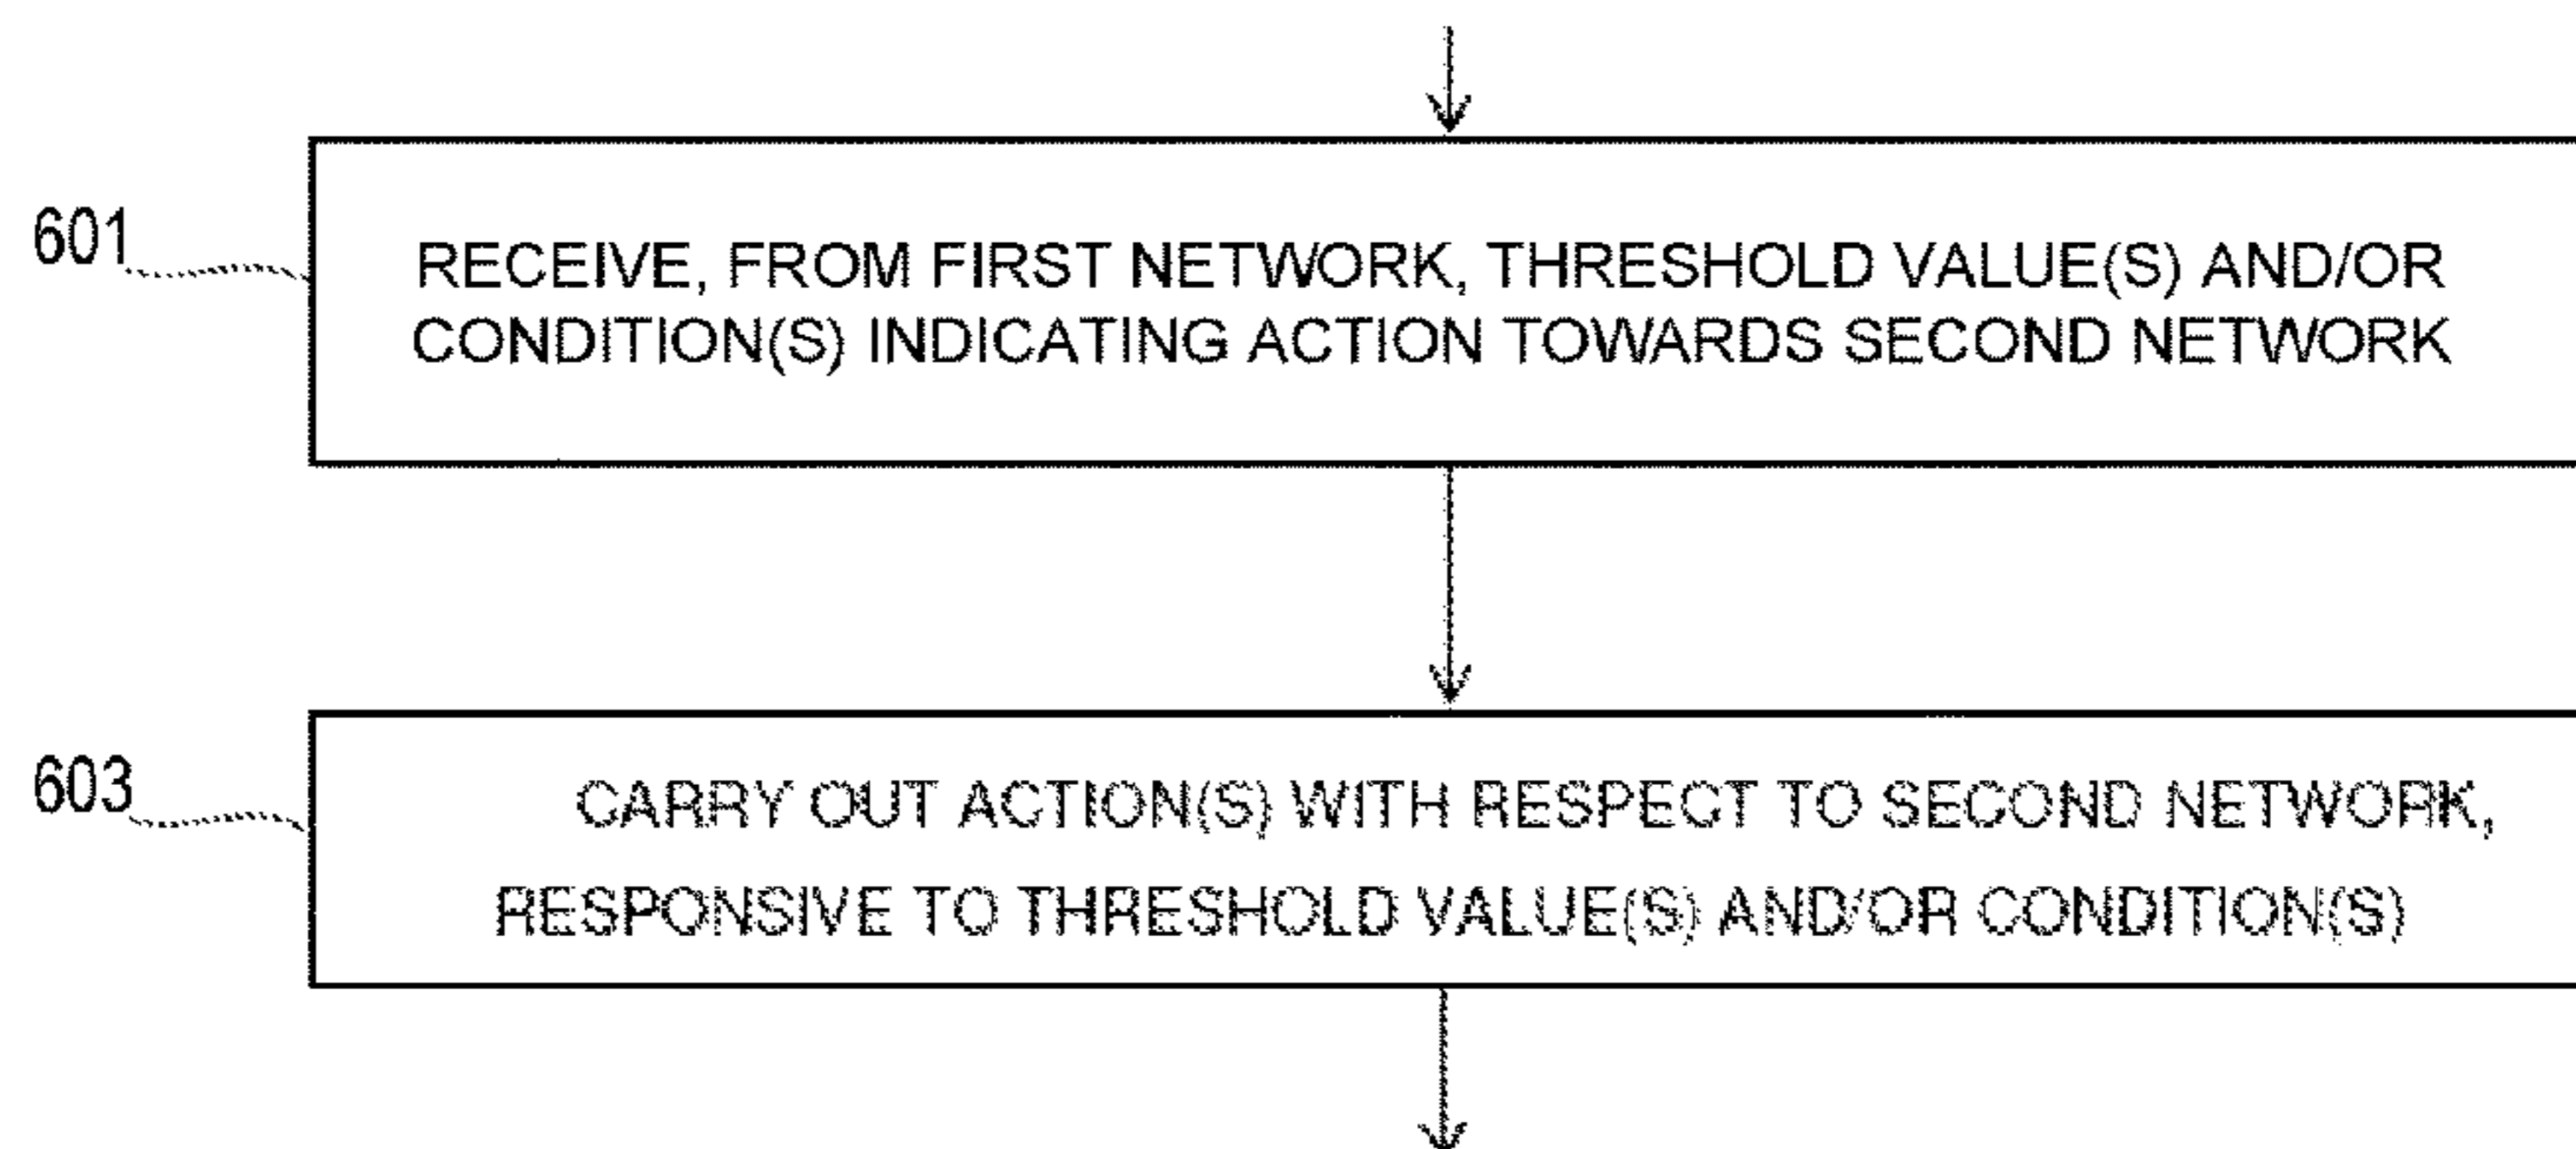 601
RECEIVE, FROM FIRST NETWORK, THRESHOLD VALUE(S) AND/OR
CONDITION(S) INDICATING ACTION TOWARDS SECOND NETWORK
603
CARRY OUT ACTION(S) WITH RESPECT TO SECOND NETWORK,
RESPONSIVE TO THRESHOLD VALUE(S) AND/OR CONDITION(S)